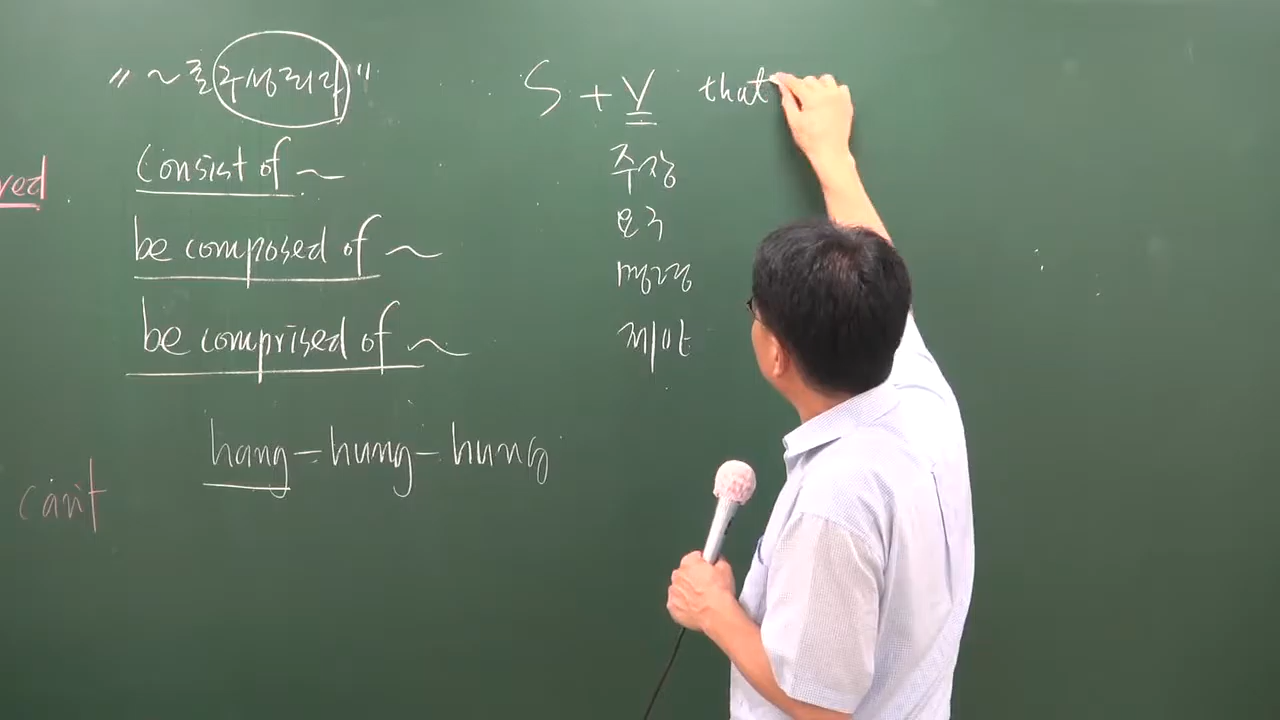 "~로 구성되다"
consist of ~
be composed of ~
be comprised of ~
hang - hung - hung
can't
S + V that
주장
요구
명령
제안